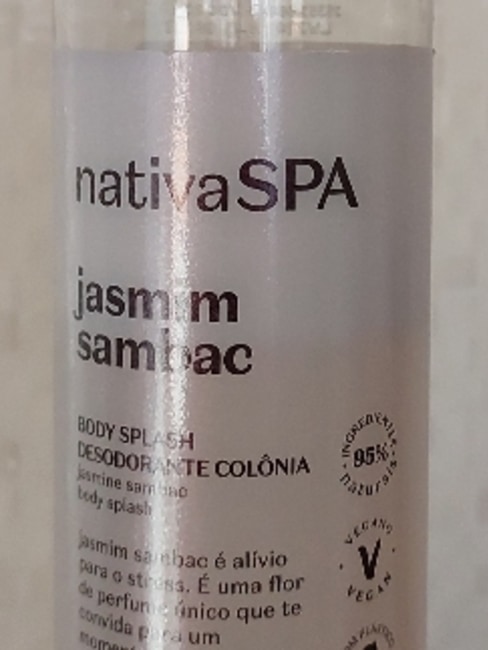 nativaSPA
jasmim
sambac
BODY SPLASH
DESODORANTE COLÔNIA
jasmine sambac
body splash
INGREDIENTES
95%
naturais
VEGANO
V
VEGAN
jasmim sambac é alívio
para o stress. É uma flor
de perfume único que te
convida para um